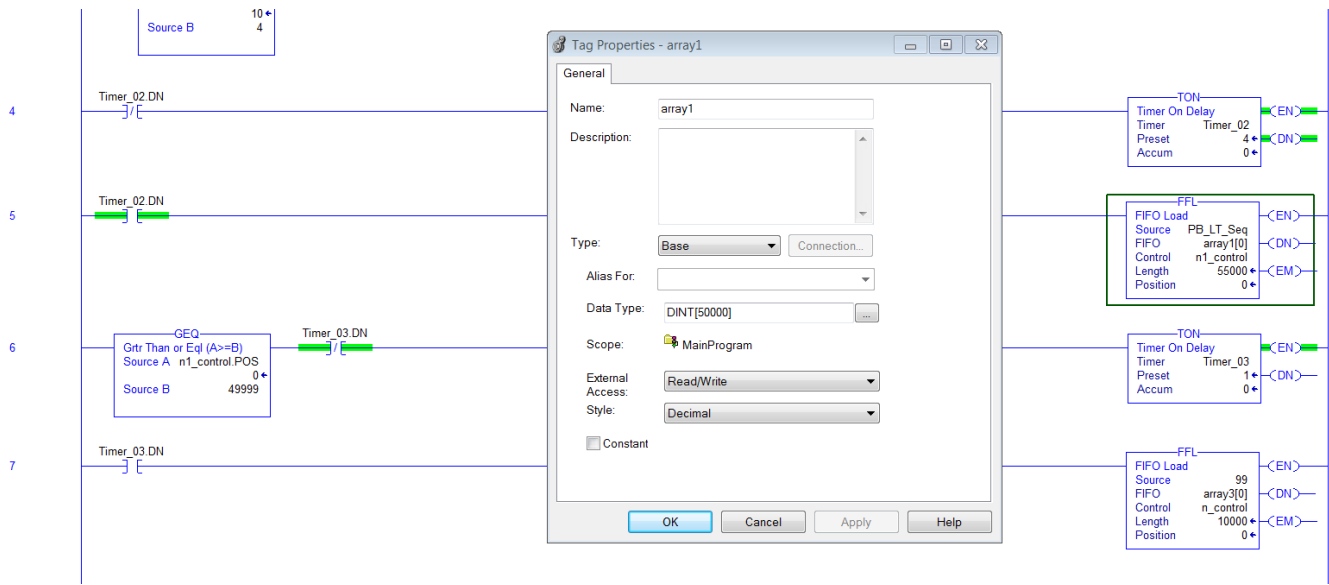 10
Source B 4
4
Timer_02.DN
TON
Timer On Delay
Timer Timer_02
Preset 4
Accum 0
EN
DN
5
Timer_02.DN
FFL
FIFO Load
Source PB_LT_Seq
FIFO array1[0]
Control n1_control
Length 55000
Position 0
EN
DN
EM
6
GEQ
Grtr Than or Eql (A>=B)
Source A n1_control.POS
0
Source B 49999
Timer_03.DN
TON
Timer On Delay
Timer Timer_03
Preset 1
Accum 0
EN
DN
7
Timer_03.DN
FFL
FIFO Load
Source 99
FIFO array3[0]
Control n_control
Length 10000
Position 0
EN
DN
EM
Tag Properties - array1
General
Name: array1
Description:
Type: Base Connection...
Alias For:
Data Type: DINT[50000] ...
Scope: MainProgram
External
Access: Read/Write
Style: Decimal
Constant
OK Cancel Apply Help